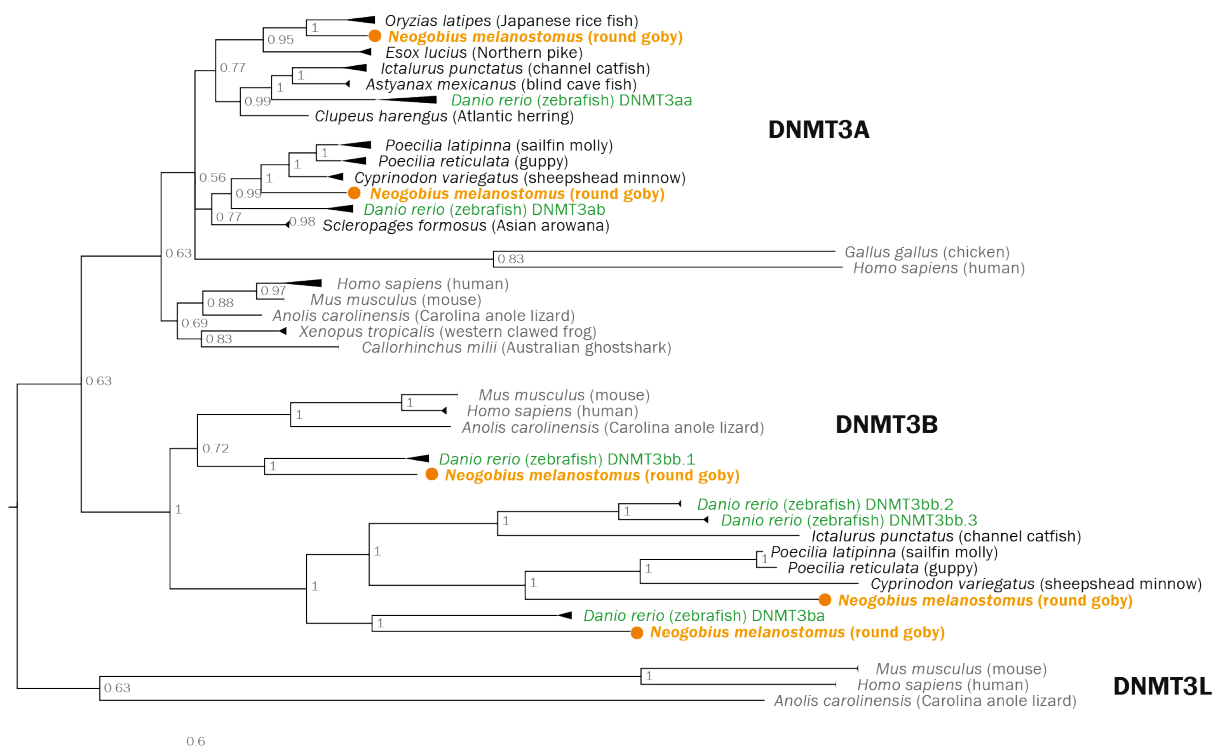 Oryzias latipes (Japanese rice fish)
1
Neogobius melanostomus (round goby)
0.95
Esox lucius (Northern pike)
0.77
Ictalurus punctatus (channel catfish)
1
Astyanax mexicanus (blind cave fish)
1
0.99
Danio rerio (zebrafish) DNMT3aa
Clupeus harengus (Atlantic herring)
DNMT3A
Poecilia latipinna (sailfin molly)
1
Poecilia reticulata (guppy)
1
Cyprinodon variegatus (sheepshead minnow)
0.56
1
0.99
Neogobius melanostomus (round goby)
Danio rerio (zebrafish) DNMT3ab
0.77
0.98
Scleropages formosus (Asian arowana)
0.63
Gallus gallus (chicken)
0.83
Homo sapiens (human)
Homo sapiens (human)
0.97
Mus musculus (mouse)
0.88
Anolis carolinensis (Carolina anole lizard)
0.69
Xenopus tropicalis (western clawed frog)
0.83
Callorhinchus milii (Australian ghostshark)
0.63
Mus musculus (mouse)
1
Homo sapiens (human)
1
Anolis carolinensis (Carolina anole lizard)
DNMT3B
0.72
Danio rerio (zebrafish) DNMT3bb.1
1
Neogobius melanostomus (round goby)
1
Danio rerio (zebrafish) DNMT3bb.2
1
Danio rerio (zebrafish) DNMT3bb.3
1
Ictalurus punctatus (channel catfish)
1
Poecilia latipinna (sailfin molly)
1
Poecilia reticulata (guppy)
1
Cyprinodon variegatus (sheepshead minnow)
1
1
Neogobius melanostomus (round goby)
Danio rerio (zebrafish) DNMT3ba
1
Neogobius melanostomus (round goby)
Mus musculus (mouse)
1
Homo sapiens (human)
0.63
Anolis carolinensis (Carolina anole lizard)
DNMT3L
0.6